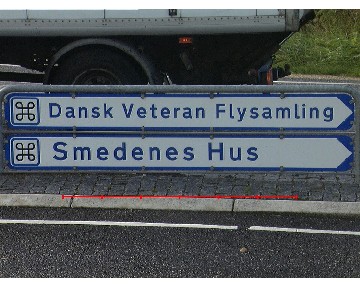 Dansk Veteran Flysamling
Smedenes Hus